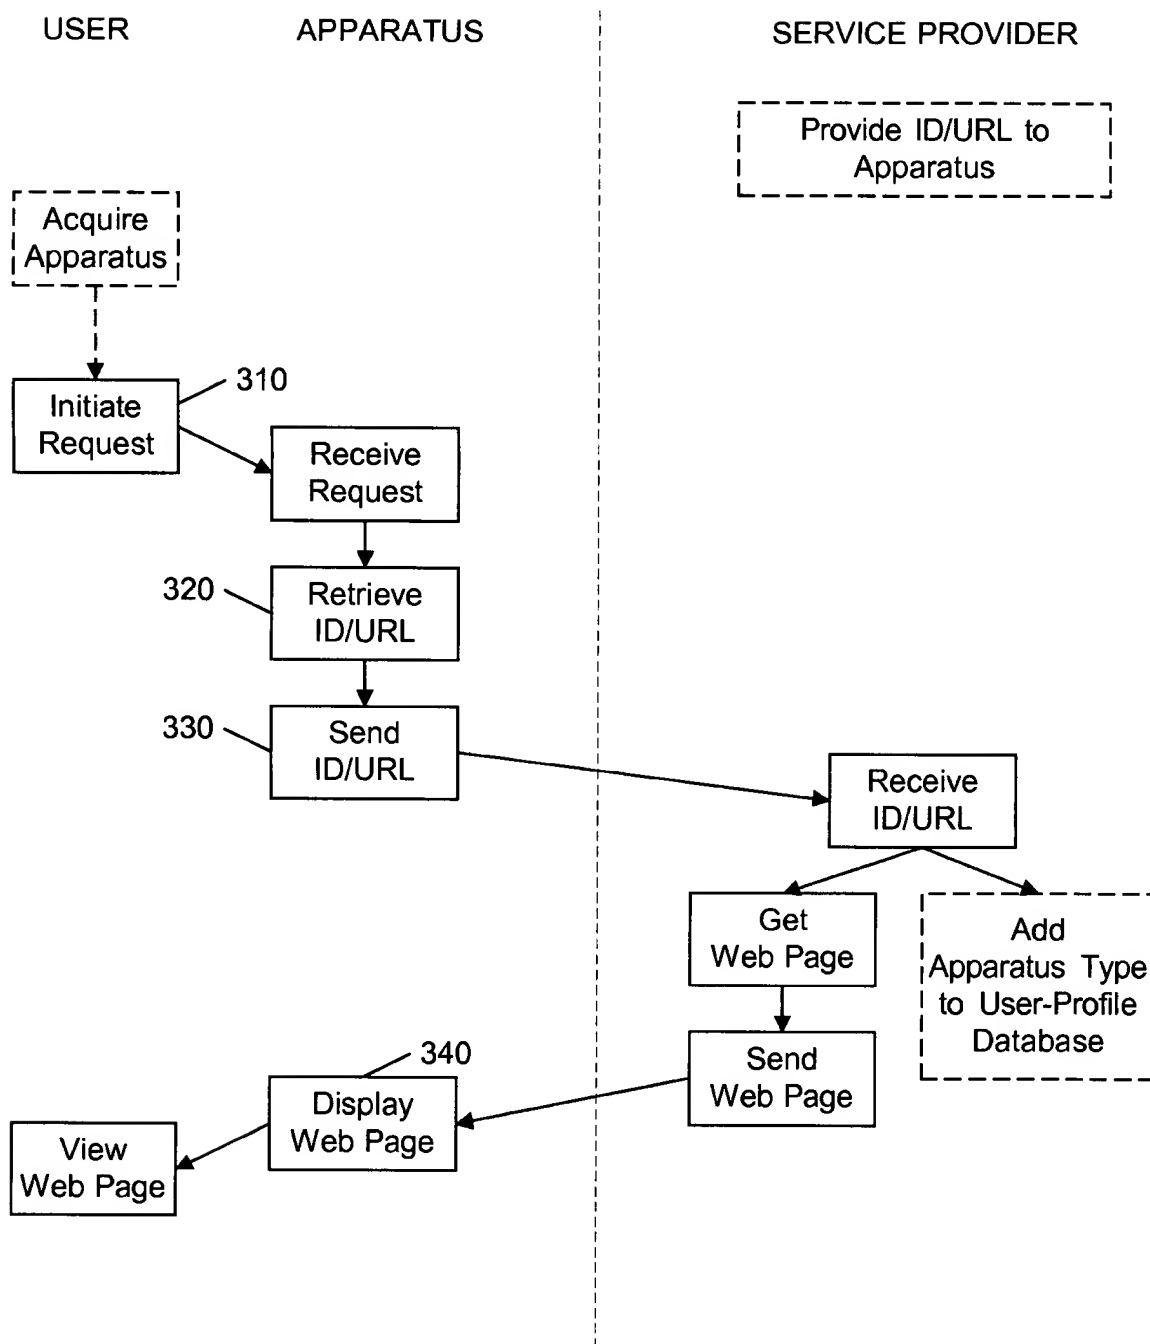 USER
APPARATUS
SERVICE PROVIDER
Provide ID/URL to
Apparatus
Acquire
Apparatus
310
Initiate
Request
Receive
Request
320
Retrieve
ID/URL
330
Send
ID/URL
Receive
ID/URL
Get
Web Page
Add
Apparatus Type
to User-Profile
Database
Send
Web Page
340
Display
Web Page
View
Web Page